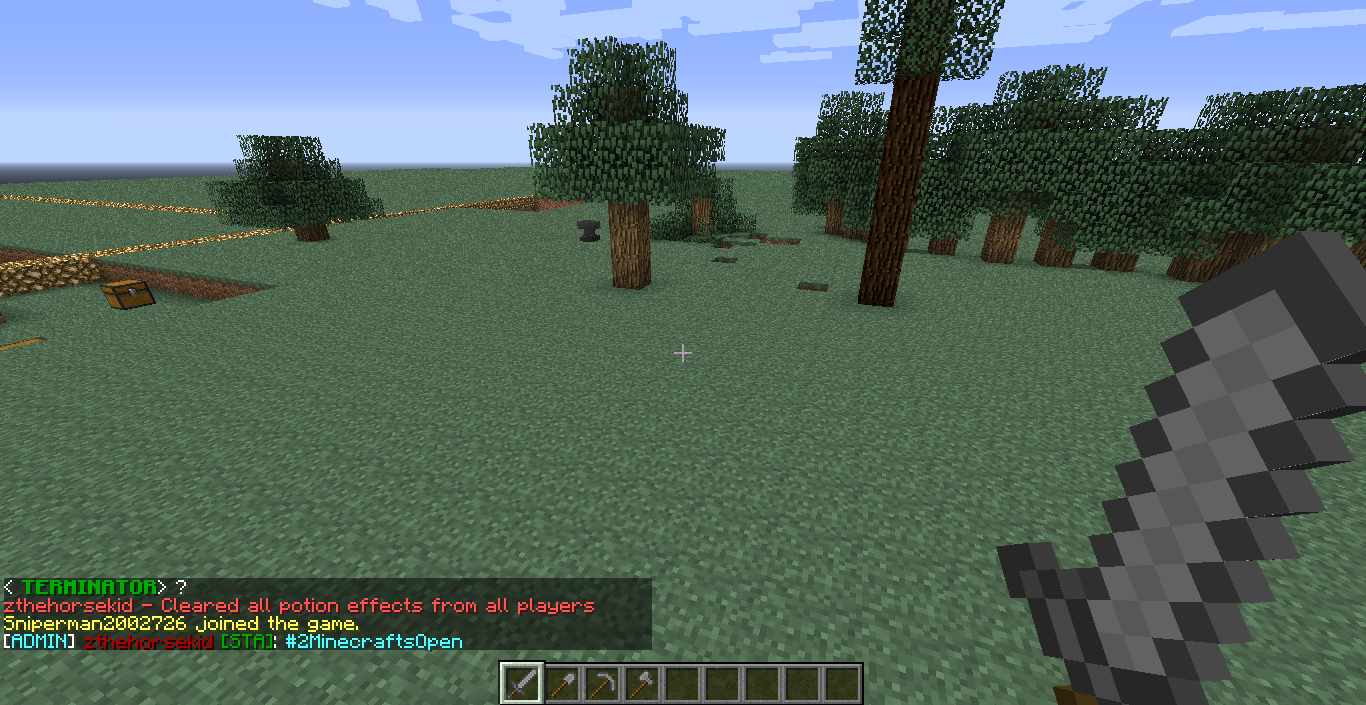 < TERMINATOR> ?
zthehorsekid - Cleared all potion effects from all players
Sniperman2002726 joined the game.
[ADMIN] zthehorsekid [STA]: #2MinecraftsOpen